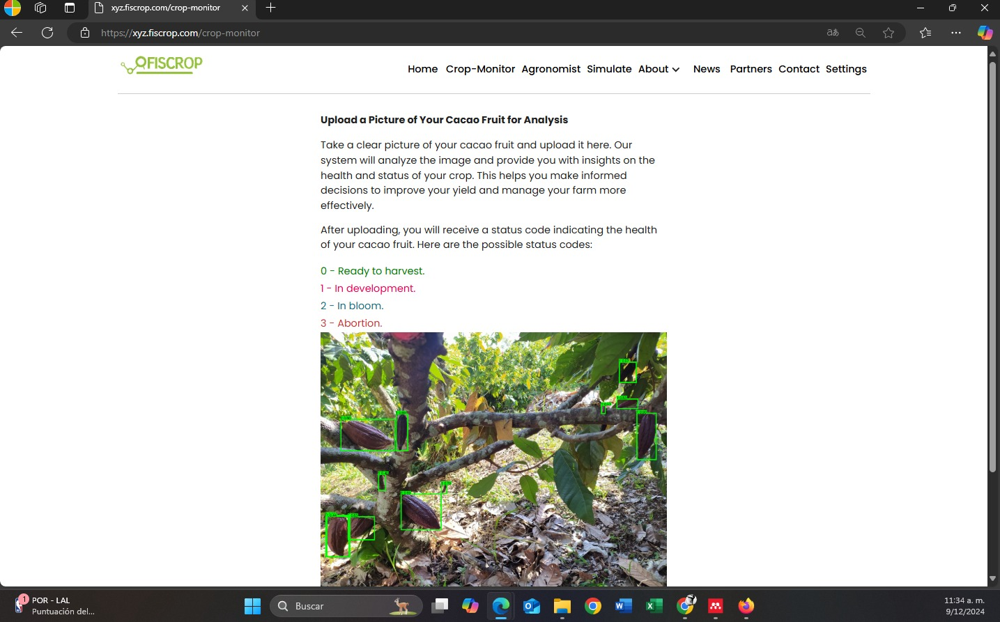 xyz.fiscrop.com/crop-monitor
https://xyz.fiscrop.com/crop-monitor
FISCROP
Home Crop-Monitor Agronomist Simulate About News Partners Contact Settings
Upload a Picture of Your Cacao Fruit for Analysis
Take a clear picture of your cacao fruit and upload it here. Our
system will analyze the image and provide you with insights on the
health and status of your crop. This helps you make informed
decisions to improve your yield and manage your farm more
effectively.
After uploading, you will receive a status code indicating the health
of your cacao fruit. Here are the possible status codes:
0 - Ready to harvest.
1 - In development.
2 - In bloom.
3 - Abortion.
1
POR - LAL
Puntuación del...
Buscar
11:34 a. m.
9/12/2024